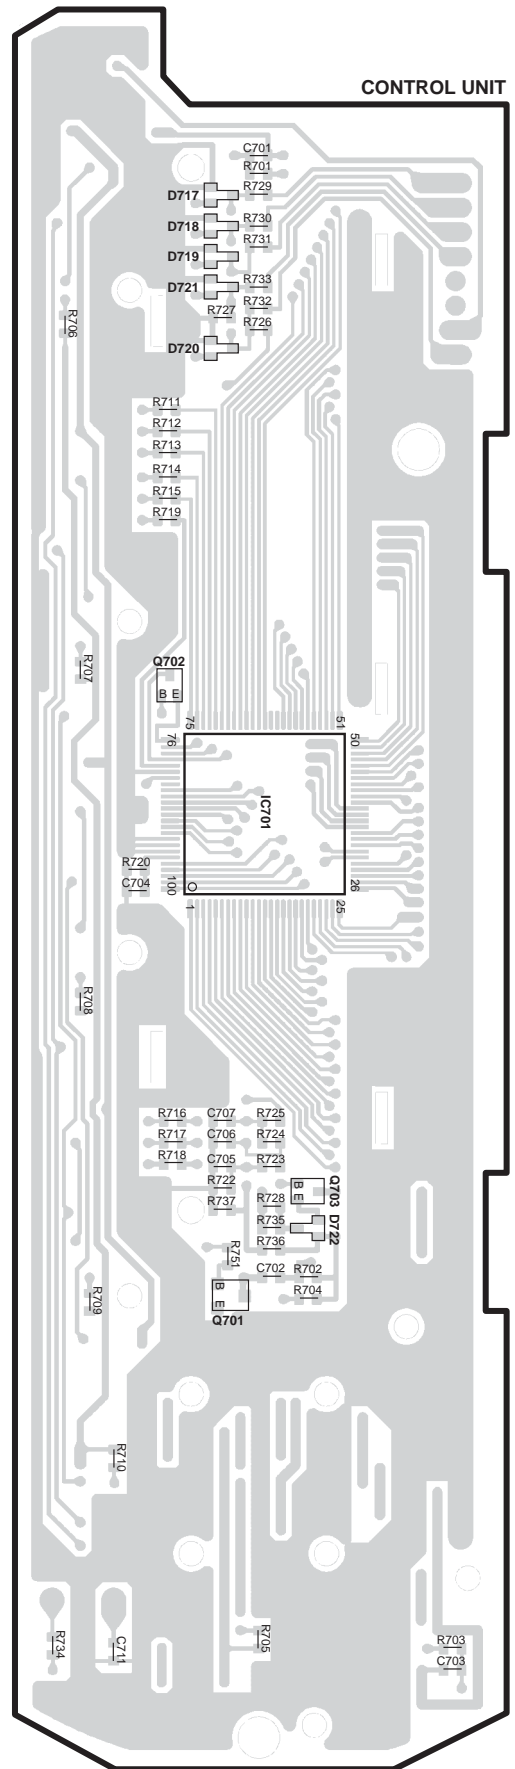 CONTROL UNIT
C701
R701
D717
R729
D718
R730
R731
D719
D721
R733
R732
R727
R726
R706
D720
R711
R712
R713
R714
R715
R719
Q702
R707
B E
75
51
76
50
IC701
R720
C704
100
26
1
25
R708
R716 C707 R725
R717 C706 R724
R718 C705 R723
R722
R737
R728
B
E
Q703
R735
D722
R736
R751
C702 R702
R704
B
E
Q701
R709
R710
R734
C711
R705
R703
C703